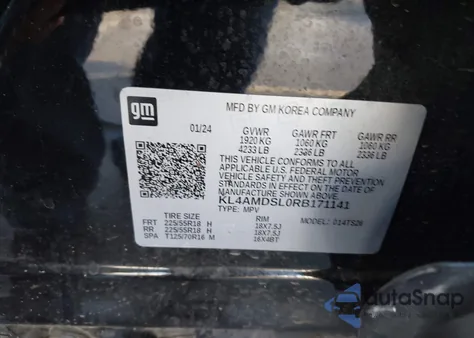 gm
MFD BY GM KOREA COMPANY
01/24 GVWR GAWR FRT GAWR RR
1920 KG 1060 KG 1060 KG
4233 LB 2336 LB 2336 LB
THIS VEHICLE CONFORMS TO ALL
APPLICABLE U.S. FEDERAL MOTOR
VEHICLE SAFETY, BUMPER, AND
THEFT PREVENTION STANDARDS
IN EFFECT ON THE DATE OF
MANUFACTURE SHOWN ABOVE.
KL4AMDSL0RB171141
TYPE: MPV MODEL: 014TS26
TIRE SIZE RIM
FRT 225/55R18 H 18X7.5J
RR 225/55R18 H 18X7.5J
SPA T125/70R16 M 16X4BT
AutoSnap